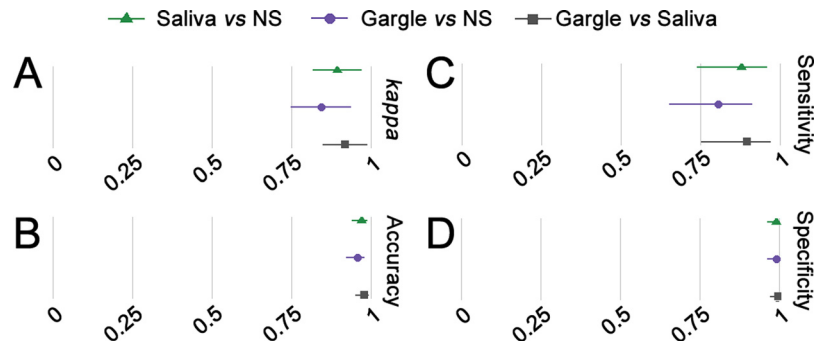 Saliva vs NS Gargle vs NS Gargle vs Saliva
A
kappa
0 0.25 0.5 0.75 1
C
Sensitivity
0 0.25 0.5 0.75 1
B
Accuracy
0 0.25 0.5 0.75 1
D
Specificity
0 0.25 0.5 0.75 1